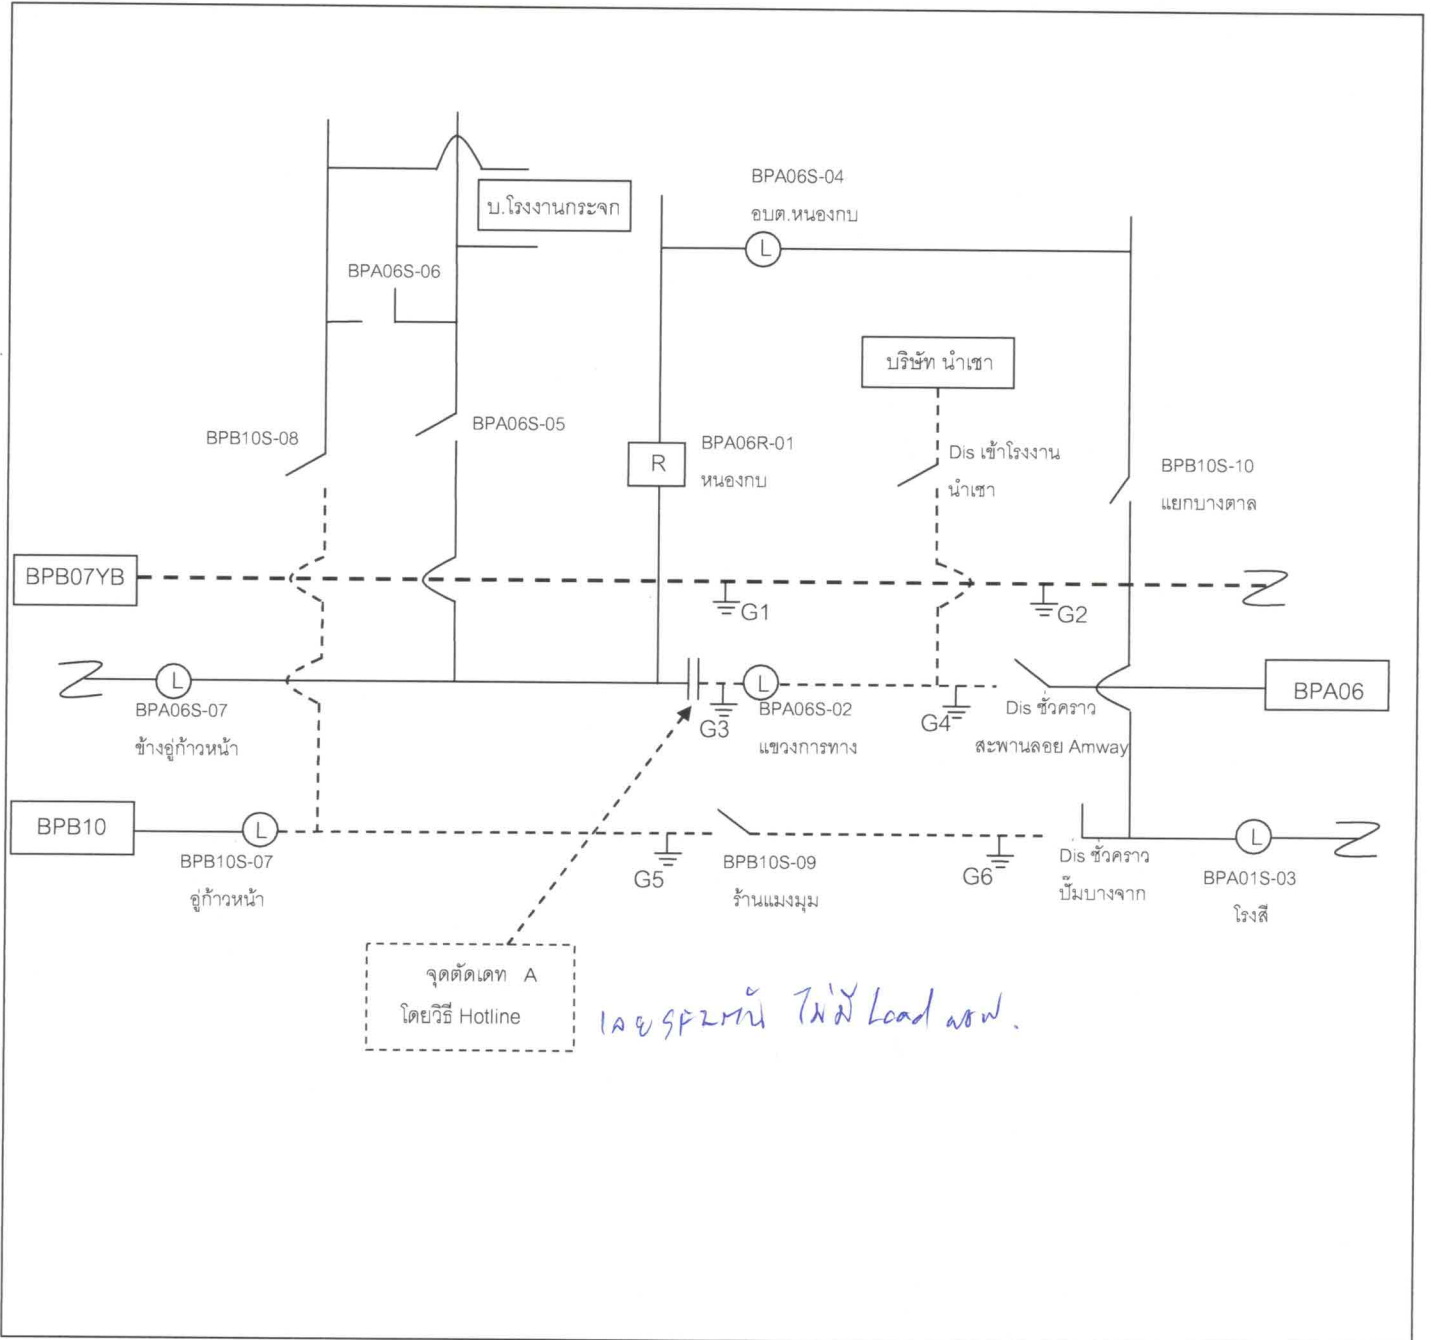 BPA06S-04
อบต.หนองกบ
บ.โรงงานกระจก
BPA06S-06
บริษัท นำเชา
BPB10S-08
BPA06S-05
BPA06R-01
หนองกบ
R
L
Dis เข้าโรงงาน
นำเชา
BPB10S-10
แยกบางตาล
BPB07YB
G1
G2
L
BPA06S-07
ข้างอู่ก้าวหน้า
G3
L
BPA06S-02
แขวงการทาง
G4
Dis ชั่วคราว
สะพานลอย Amway
BPA06
BPB10
L
BPB10S-07
อู่ก้าวหน้า
G5
BPB10S-09
ร้านแมงมุม
G6
Dis ชั่วคราว
ปั๊มบางจาก
L
BPA01S-03
โรงสี
จุดตัดเดท A
โดยวิธี Hotline
ไม่มี Load